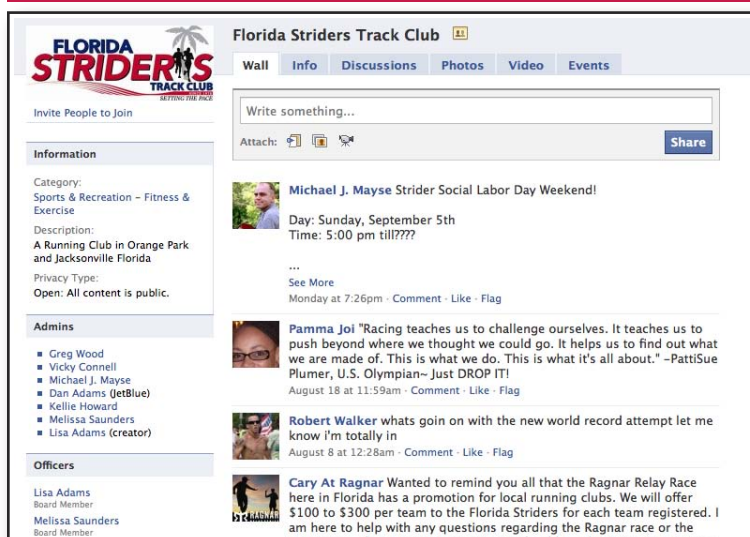 FLORIDA
STRIDERS
TRACK CLUB
SETTING THE PACE
Invite People to Join
Information
Category:
Sports & Recreation - Fitness &
Exercise
Description:
A Running Club in Orange Park
and Jacksonville Florida
Privacy Type:
Open: All content is public.
Admins
Greg Wood
Vicky Connell
Michael J. Mayse
Dan Adams (JetBlue)
Kellie Howard
Melissa Saunders
Lisa Adams (creator)
Officers
Lisa Adams
Board Member
Melissa Saunders
Board Member
Florida Striders Track Club
Wall Info Discussions Photos Video Events
Write something...
Attach:
Share
Michael J. Mayse Strider Social Labor Day Weekend!
Day: Sunday, September 5th
Time: 5:00 pm till????
...
See More
Monday at 7:26pm · Comment · Like · Flag
Pamma Joi "Racing teaches us to challenge ourselves. It teaches us to
push beyond where we thought we could go. It helps us to find out what
we are made of. This is what we do. This is what it's all about." –PattiSue
Plumer, U.S. Olympian~ Just DROP IT!
August 18 at 11:59am · Comment · Like · Flag
Robert Walker whats goin on with the new world record attempt let me
know i'm totally in
August 8 at 12:28am · Comment · Like · Flag
Cary At Ragnar Wanted to remind you all that the Ragnar Relay Race
here in Florida has a promotion for local running clubs. We will offer
$100 to $300 per team to the Florida Striders for each team registered. I
am here to help with any questions regarding the Ragnar race or the
RAGNAR